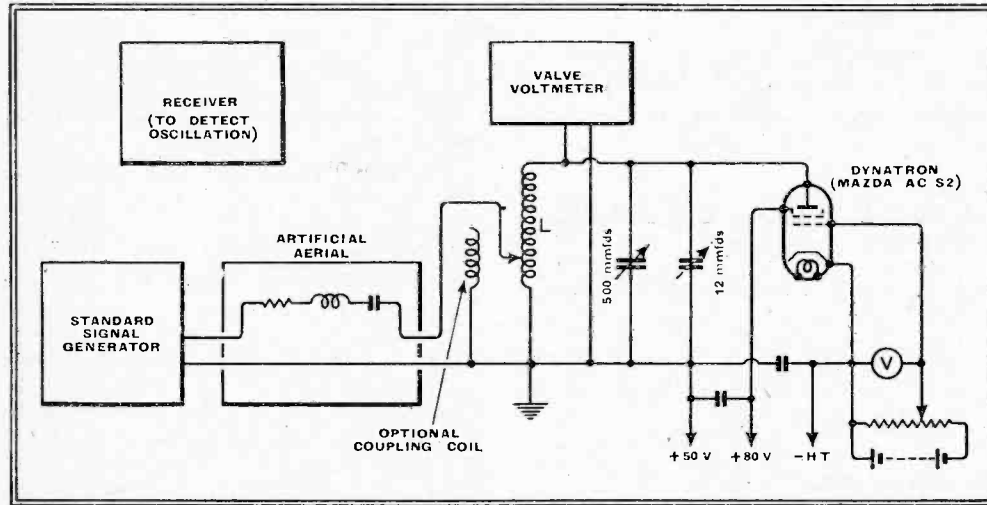 RECEIVER
(TO DETECT
OSCILLATION)
VALVE
VOLTMETER
DYNATRON
(MAZDA AC S2)
ARTIFICIAL
AERIAL
L
500 mmfds
12 mmfds
STANDARD
SIGNAL
GENERATOR
V
OPTIONAL
COUPLING COIL
+50 V
+80 V
-HT